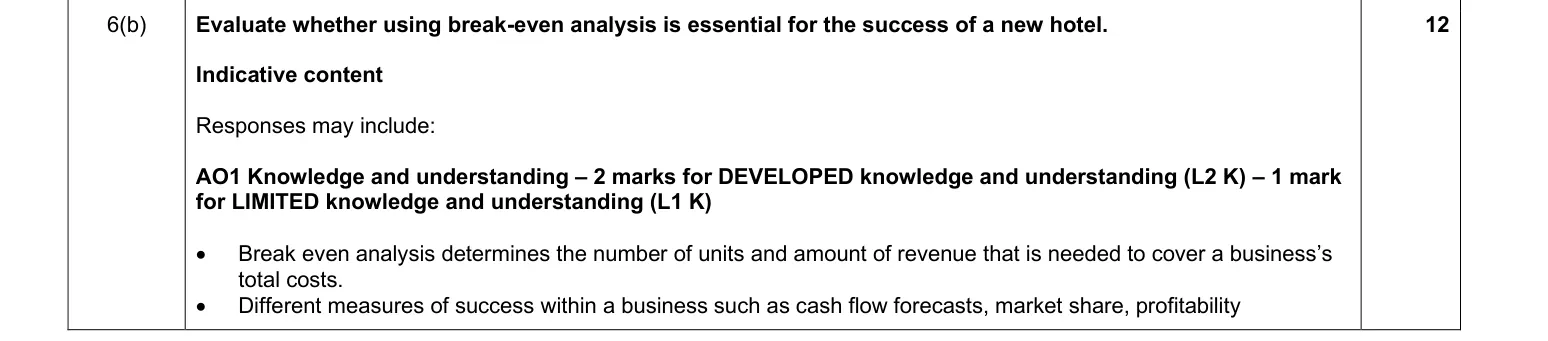 6(b) Evaluate whether using break-even analysis is essential for the success of a new hotel. 12
Indicative content
Responses may include:
AO1 Knowledge and understanding – 2 marks for DEVELOPED knowledge and understanding (L2 K) – 1 mark
for LIMITED knowledge and understanding (L1 K)
• Break even analysis determines the number of units and amount of revenue that is needed to cover a business’s
total costs.
• Different measures of success within a business such as cash flow forecasts, market share, profitability